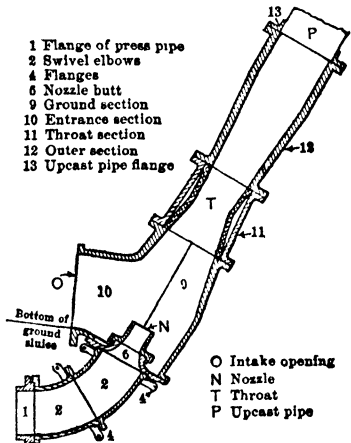 13
P
1 Flange of press pipe
2 Swivel elbows
4 Flanges
6 Nozzle butt
9 Ground section
10 Entrance section
11 Throat section
12 Outer section
13 Upcast pipe flange
12
T
11
O
10
9
N
Bottom of
ground
sluice
6
2
4
1
2
4
O Intake opening
N Nozzle
T Throat
P Upcast pipe